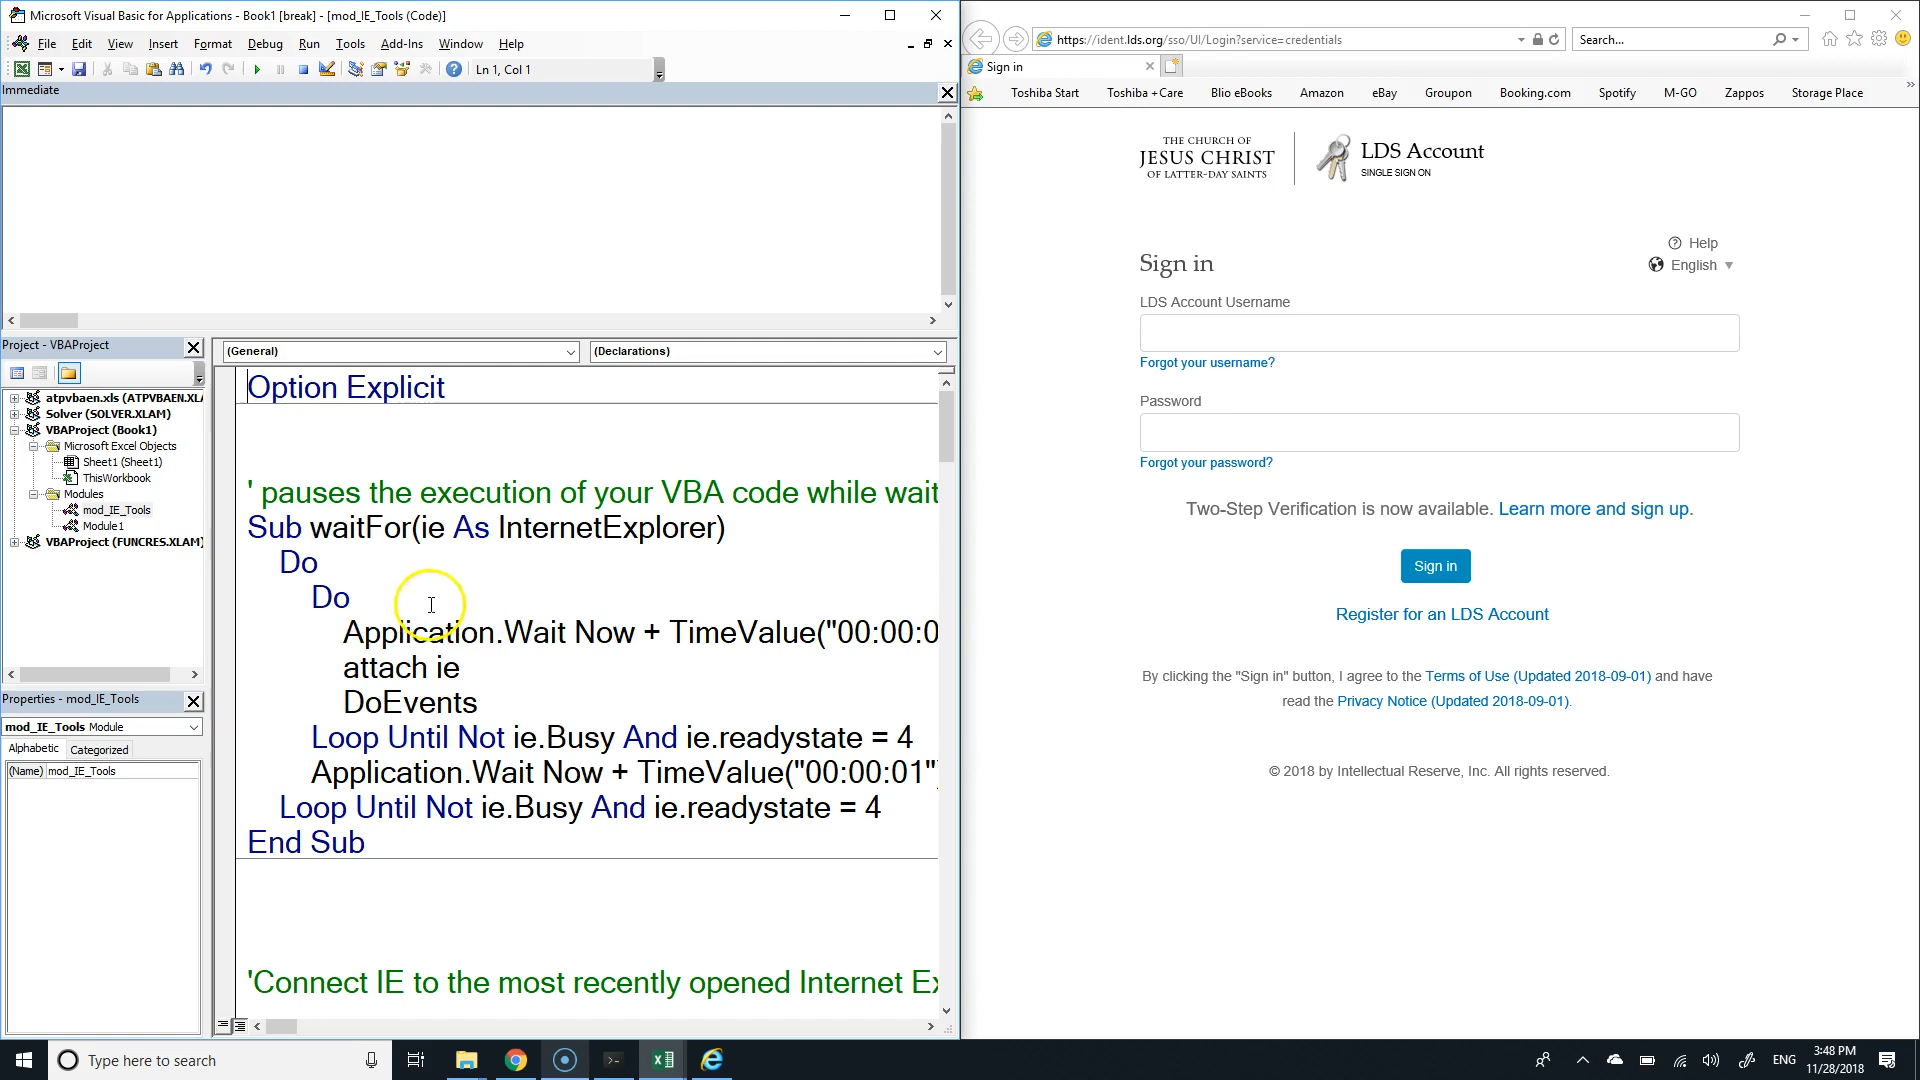 Microsoft Visual Basic for Applications - Book1 [break] - [mod_IE_Tools (Code)]
File Edit View Insert Format Debug Run Tools Add-Ins Window Help
Ln 1, Col 1
Immediate
Project - VBAProject
atpvbaen.xls (ATPVBAEN.XLA
Solver (SOLVER.XLAM)
VBAProject (Book1)
Microsoft Excel Objects
Sheet1 (Sheet1)
ThisWorkbook
Modules
mod_IE_Tools
Module1
VBAProject (FUNCRES.XLAM)
Properties - mod_IE_Tools
mod_IE_Tools Module
Alphabetic Categorized
(Name) mod_IE_Tools
(General) (Declarations)
Option Explicit
' pauses the execution of your VBA code while wait
Sub waitFor(ie As InternetExplorer)
Do
Do
Application.Wait Now + TimeValue("00:00:0
attach ie
DoEvents
Loop Until Not ie.Busy And ie.readystate = 4
Application.Wait Now + TimeValue("00:00:01"
Loop Until Not ie.Busy And ie.readystate = 4
End Sub
'Connect IE to the most recently opened Internet Ex
https://ident.lds.org/sso/UI/Login?service=credentials
Search...
Sign in
Toshiba Start Toshiba +Care Blio eBooks Amazon eBay Groupon Booking.com Spotify M-GO Zappos Storage Place
THE CHURCH OF
JESUS CHRIST
OF LATTER-DAY SAINTS
LDS Account
SINGLE SIGN ON
Help
Sign in
English
LDS Account Username
Forgot your username?
Password
Forgot your password?
Two-Step Verification is now available. Learn more and sign up.
Sign in
Register for an LDS Account
By clicking the "Sign in" button, I agree to the Terms of Use (Updated 2018-09-01) and have
read the Privacy Notice (Updated 2018-09-01).
© 2018 by Intellectual Reserve, Inc. All rights reserved.
Type here to search
ENG
3:48 PM
11/28/2018